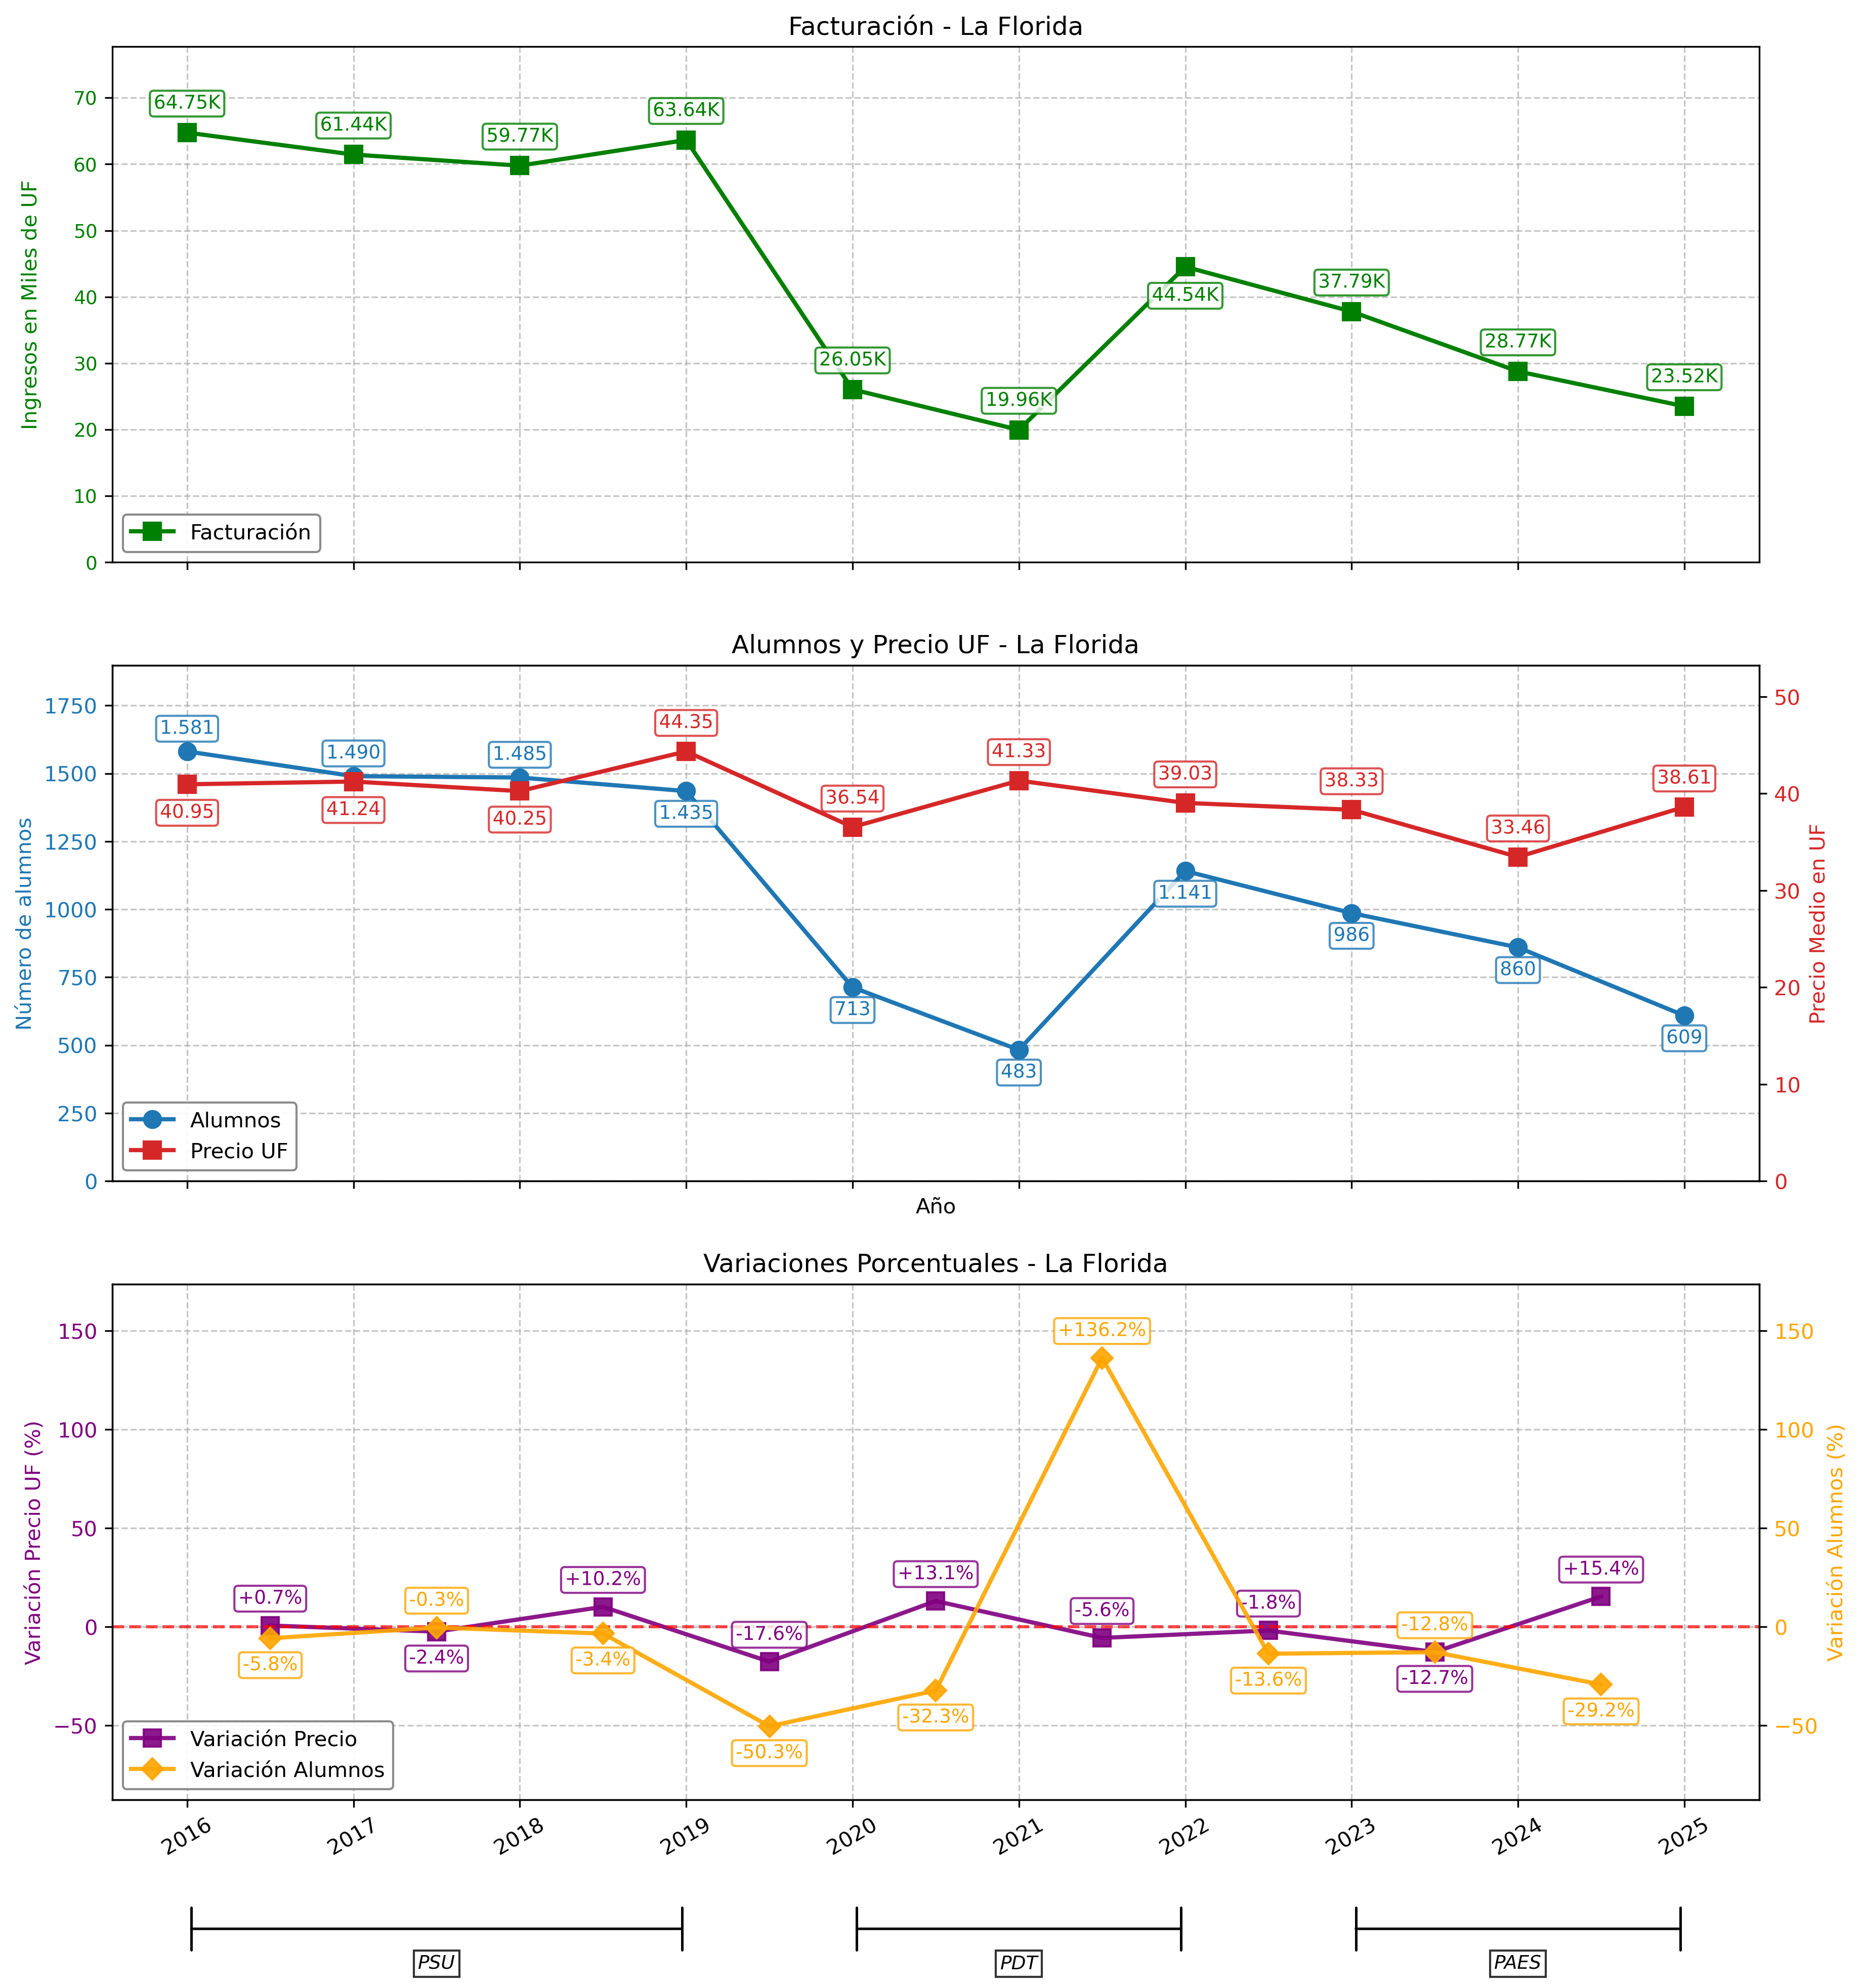 Facturación - La Florida
Ingresos en Miles de UF
70
60
50
40
30
20
10
0
64.75K
61.44K
59.77K
63.64K
26.05K
19.96K
44.54K
37.79K
28.77K
23.52K
Facturación
Alumnos y Precio UF - La Florida
Número de alumnos
1750
1500
1250
1000
750
500
250
0
1.581
1.490
1.485
1.435
713
483
1.141
986
860
609
40.95
41.24
40.25
44.35
36.54
41.33
39.03
38.33
33.46
38.61
50
40
30
20
10
0
Precio Medio en UF
Alumnos
Precio UF
Año
Variaciones Porcentuales - La Florida
Variación Precio UF (%)
150
100
50
0
−50
+0.7%
-2.4%
+10.2%
-17.6%
+13.1%
-5.6%
-1.8%
-12.7%
+15.4%
-5.8%
-0.3%
-3.4%
-50.3%
-32.3%
+136.2%
-13.6%
-12.8%
-29.2%
150
100
50
0
−50
Variación Alumnos (%)
Variación Precio
Variación Alumnos
2016
2017
2018
2019
2020
2021
2022
2023
2024
2025
PSU
PDT
PAES